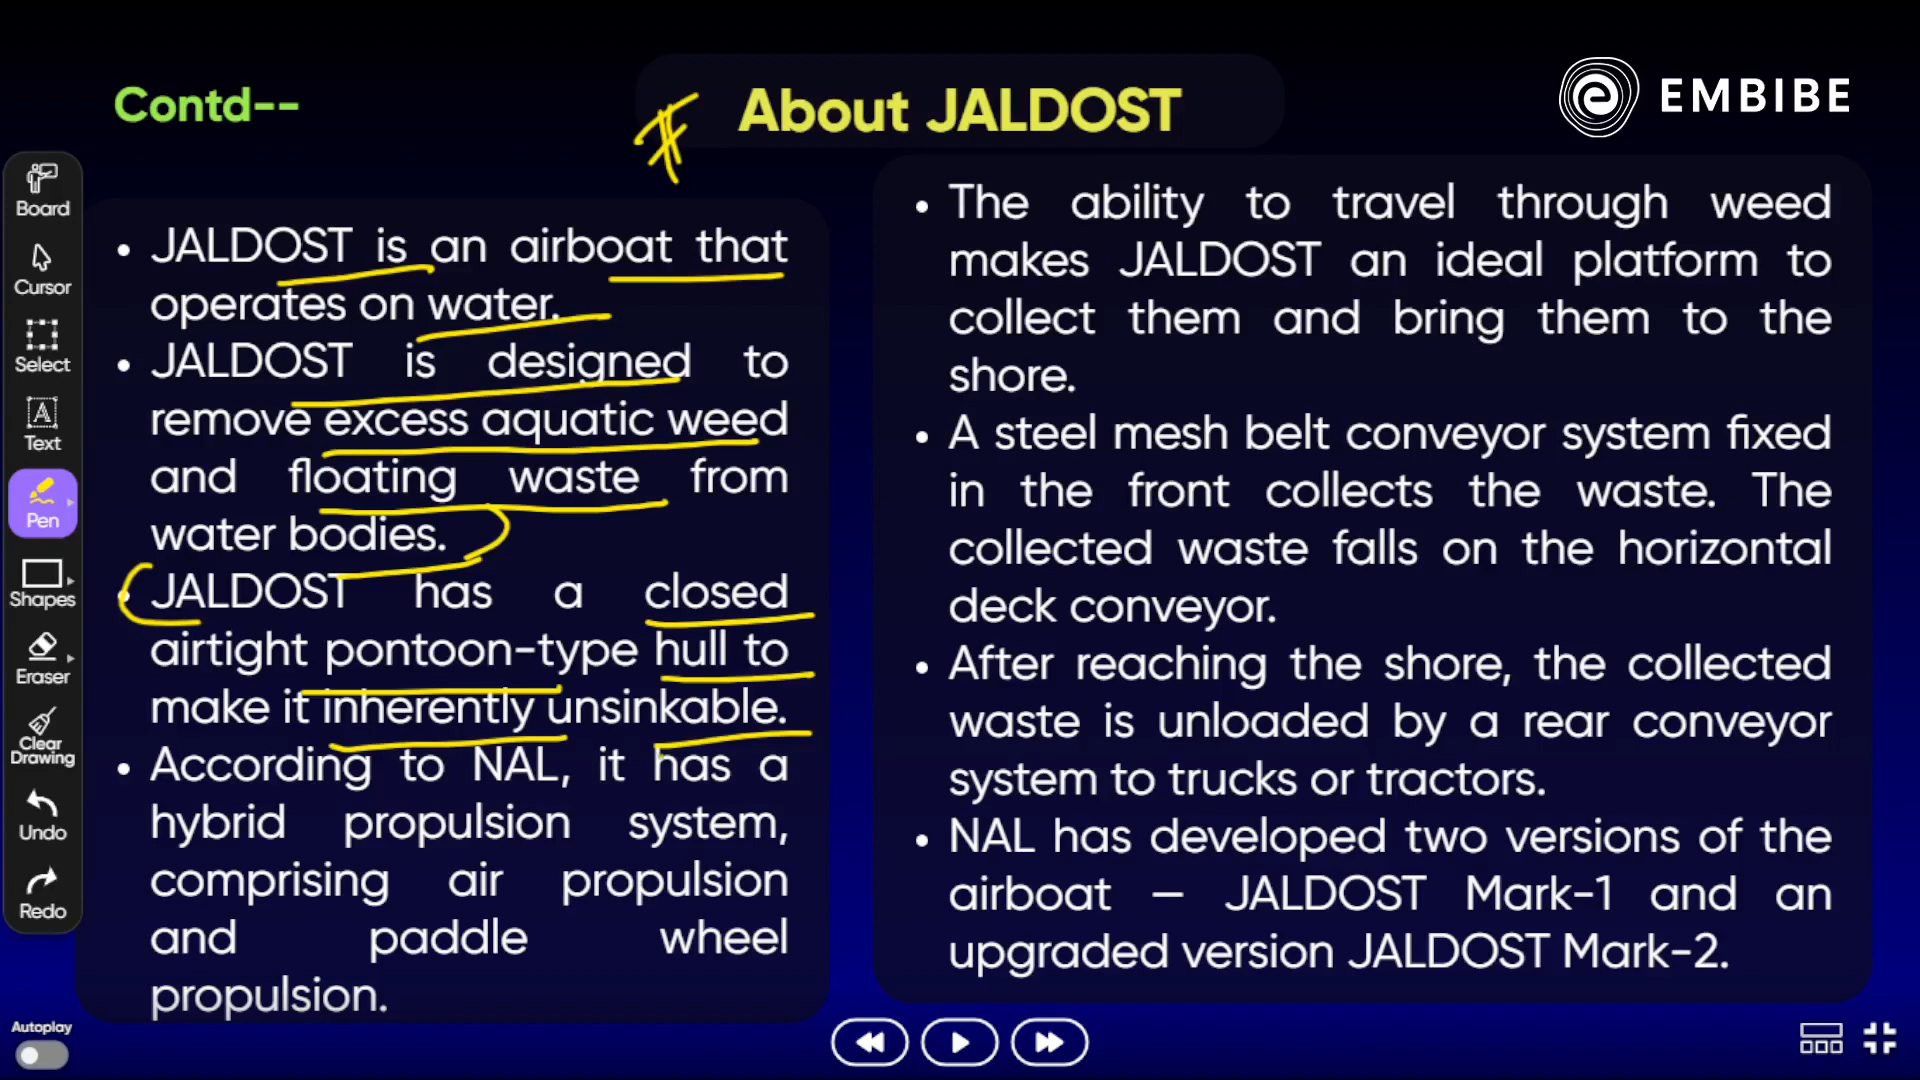 Contd--
About JALDOST
EMBIBE
Board
Cursor
Select
Text
Pen
Shapes
Eraser
Clear
Drawing
Undo
Redo
Autoplay
• JALDOST is an airboat that
operates on water.
• JALDOST is designed to
remove excess aquatic weed
and floating waste from
water bodies.
• JALDOST has a closed
airtight pontoon-type hull to
make it inherently unsinkable.
• According to NAL, it has a
hybrid propulsion system,
comprising air propulsion
and paddle wheel
propulsion.
• The ability to travel through weed
makes JALDOST an ideal platform to
collect them and bring them to the
shore.
• A steel mesh belt conveyor system fixed
in the front collects the waste. The
collected waste falls on the horizontal
deck conveyor.
• After reaching the shore, the collected
waste is unloaded by a rear conveyor
system to trucks or tractors.
• NAL has developed two versions of the
airboat — JALDOST Mark-1 and an
upgraded version JALDOST Mark-2.